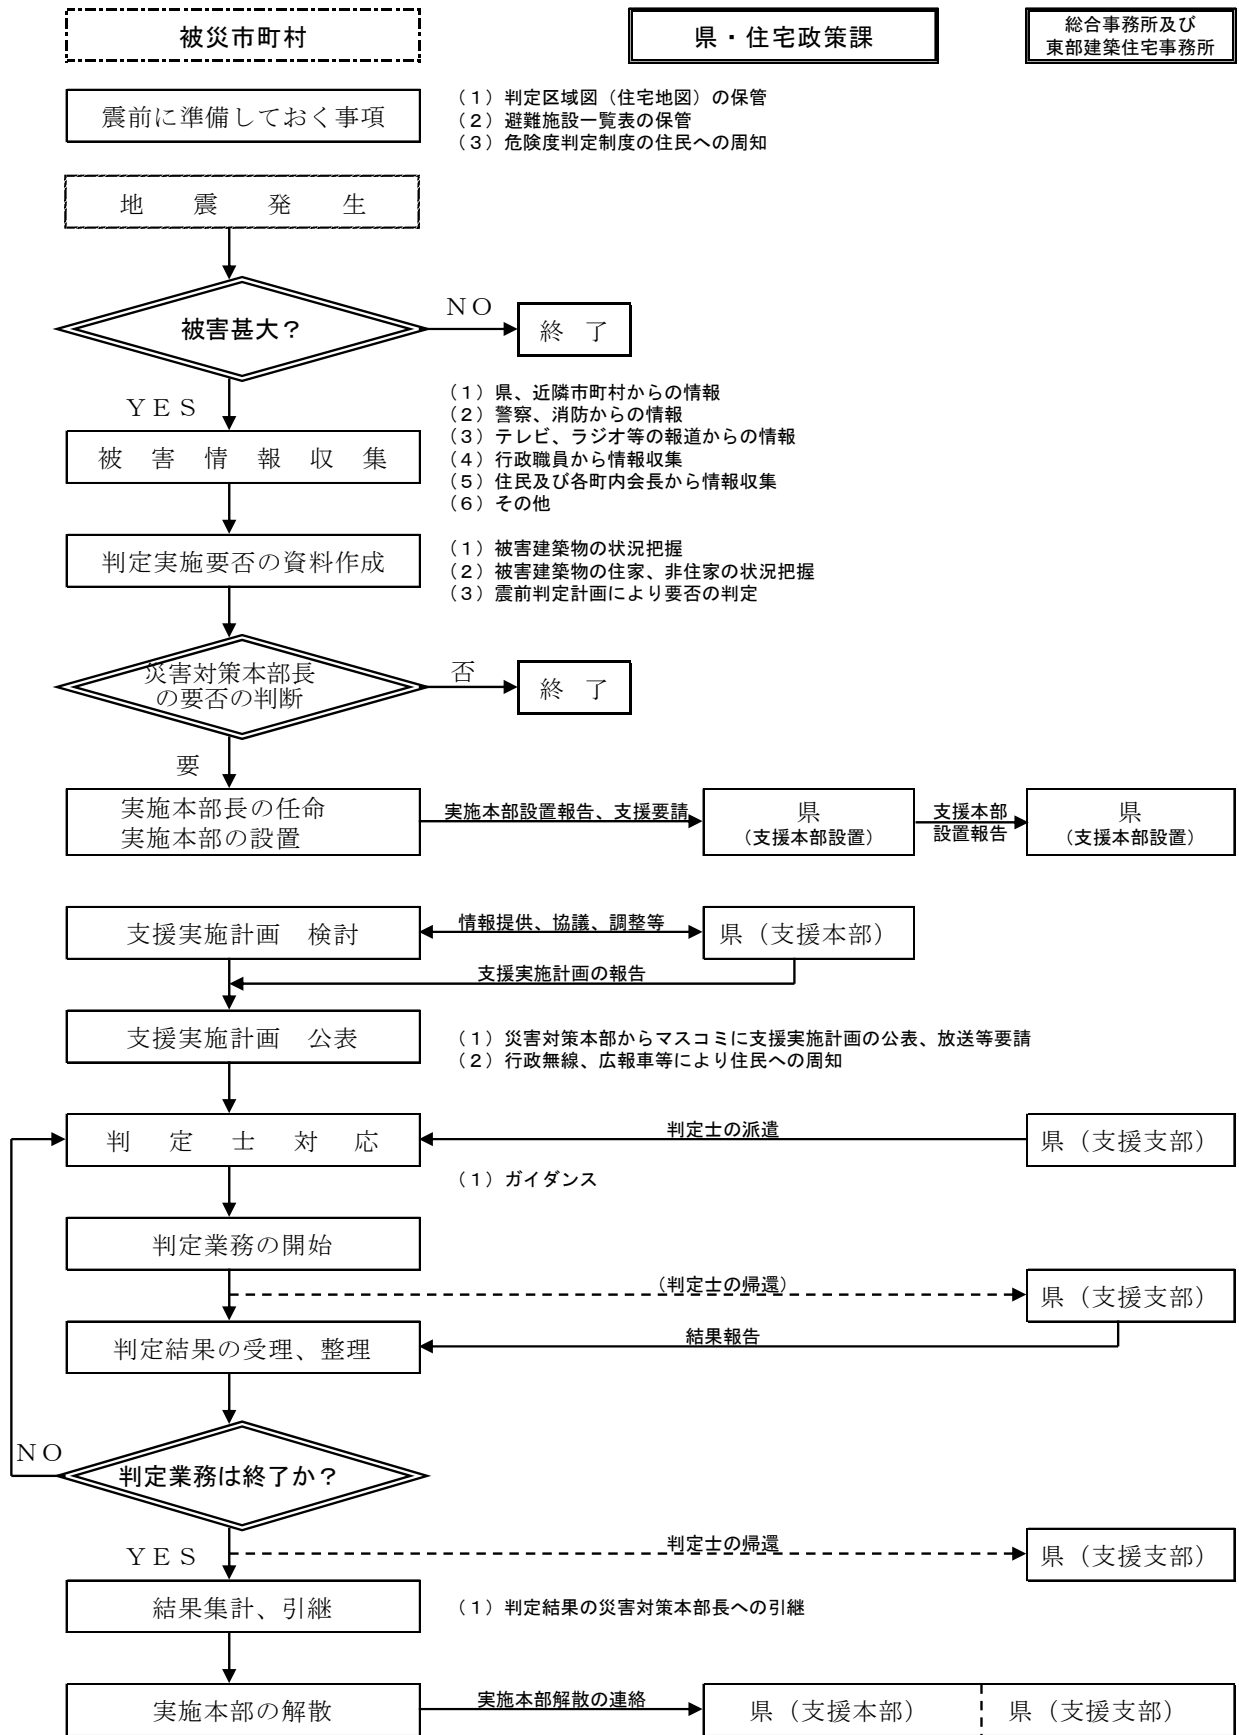 被災市町村
県・住宅政策課
総合事務所及び
東部建築住宅事務所
震前に準備しておく事項
（１）判定区域図（住宅地図）の保管
（２）避難施設一覧表の保管
（３）危険度判定制度の住民への周知
地　震　発　生
被害甚大？
ＮＯ
終　了
ＹＥＳ
被　害　情　報　収　集
（１）県、近隣市町村からの情報
（２）警察、消防からの情報
（３）テレビ、ラジオ等の報道からの情報
（４）行政職員から情報収集
（５）住民及び各町内会長から情報収集
（６）その他
判定実施要否の資料作成
（１）被害建築物の状況把握
（２）被害建築物の住家、非住家の状況把握
（３）震前判定計画により要否の判定
災害対策本部長
の要否の判断
否
終　了
要
実施本部長の任命
実施本部の設置
実施本部設置報告、支援要請
県
（支援本部設置）
支援本部
設置報告
県
（支援本部設置）
支援実施計画　検討
情報提供、協議、調整等
県（支援本部）
支援実施計画の報告
支援実施計画　公表
（１）災害対策本部からマスコミに支援実施計画の公表、放送等要請
（２）行政無線、広報車等により住民への周知
判　定　士　対　応
判定士の派遣
県（支援支部）
（１）ガイダンス
判定業務の開始
（判定士の帰還）
県（支援支部）
判定結果の受理、整理
結果報告
ＮＯ
判定業務は終了か？
ＹＥＳ
判定士の帰還
県（支援支部）
結果集計、引継
（１）判定結果の災害対策本部長への引継
実施本部の解散
実施本部解散の連絡
県（支援本部）
県（支援支部）